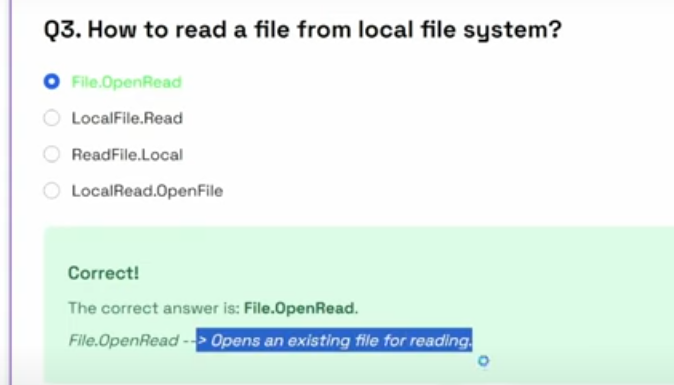 Q3. How to read a file from local file system?
File.OpenRead
LocalFile.Read
ReadFile.Local
LocalRead.OpenFile
Correct!
The correct answer is: File.OpenRead.
File.OpenRead --> Opens an existing file for reading.